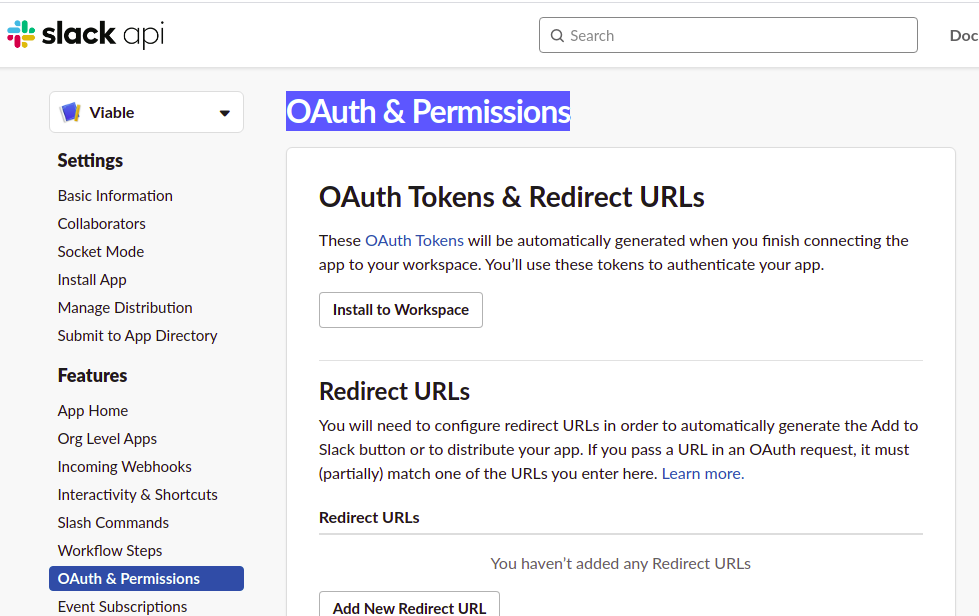 slack api
Search
Doc
Viable
OAuth & Permissions
Settings
Basic Information
Collaborators
Socket Mode
Install App
Manage Distribution
Submit to App Directory
Features
App Home
Org Level Apps
Incoming Webhooks
Interactivity & Shortcuts
Slash Commands
Workflow Steps
OAuth & Permissions
Event Subscriptions
OAuth Tokens & Redirect URLs
These OAuth Tokens will be automatically generated when you finish connecting the
app to your workspace. You’ll use these tokens to authenticate your app.
Install to Workspace
Redirect URLs
You will need to configure redirect URLs in order to automatically generate the Add to
Slack button or to distribute your app. If you pass a URL in an OAuth request, it must
(partially) match one of the URLs you enter here. Learn more.
Redirect URLs
You haven’t added any Redirect URLs
Add New Redirect URL